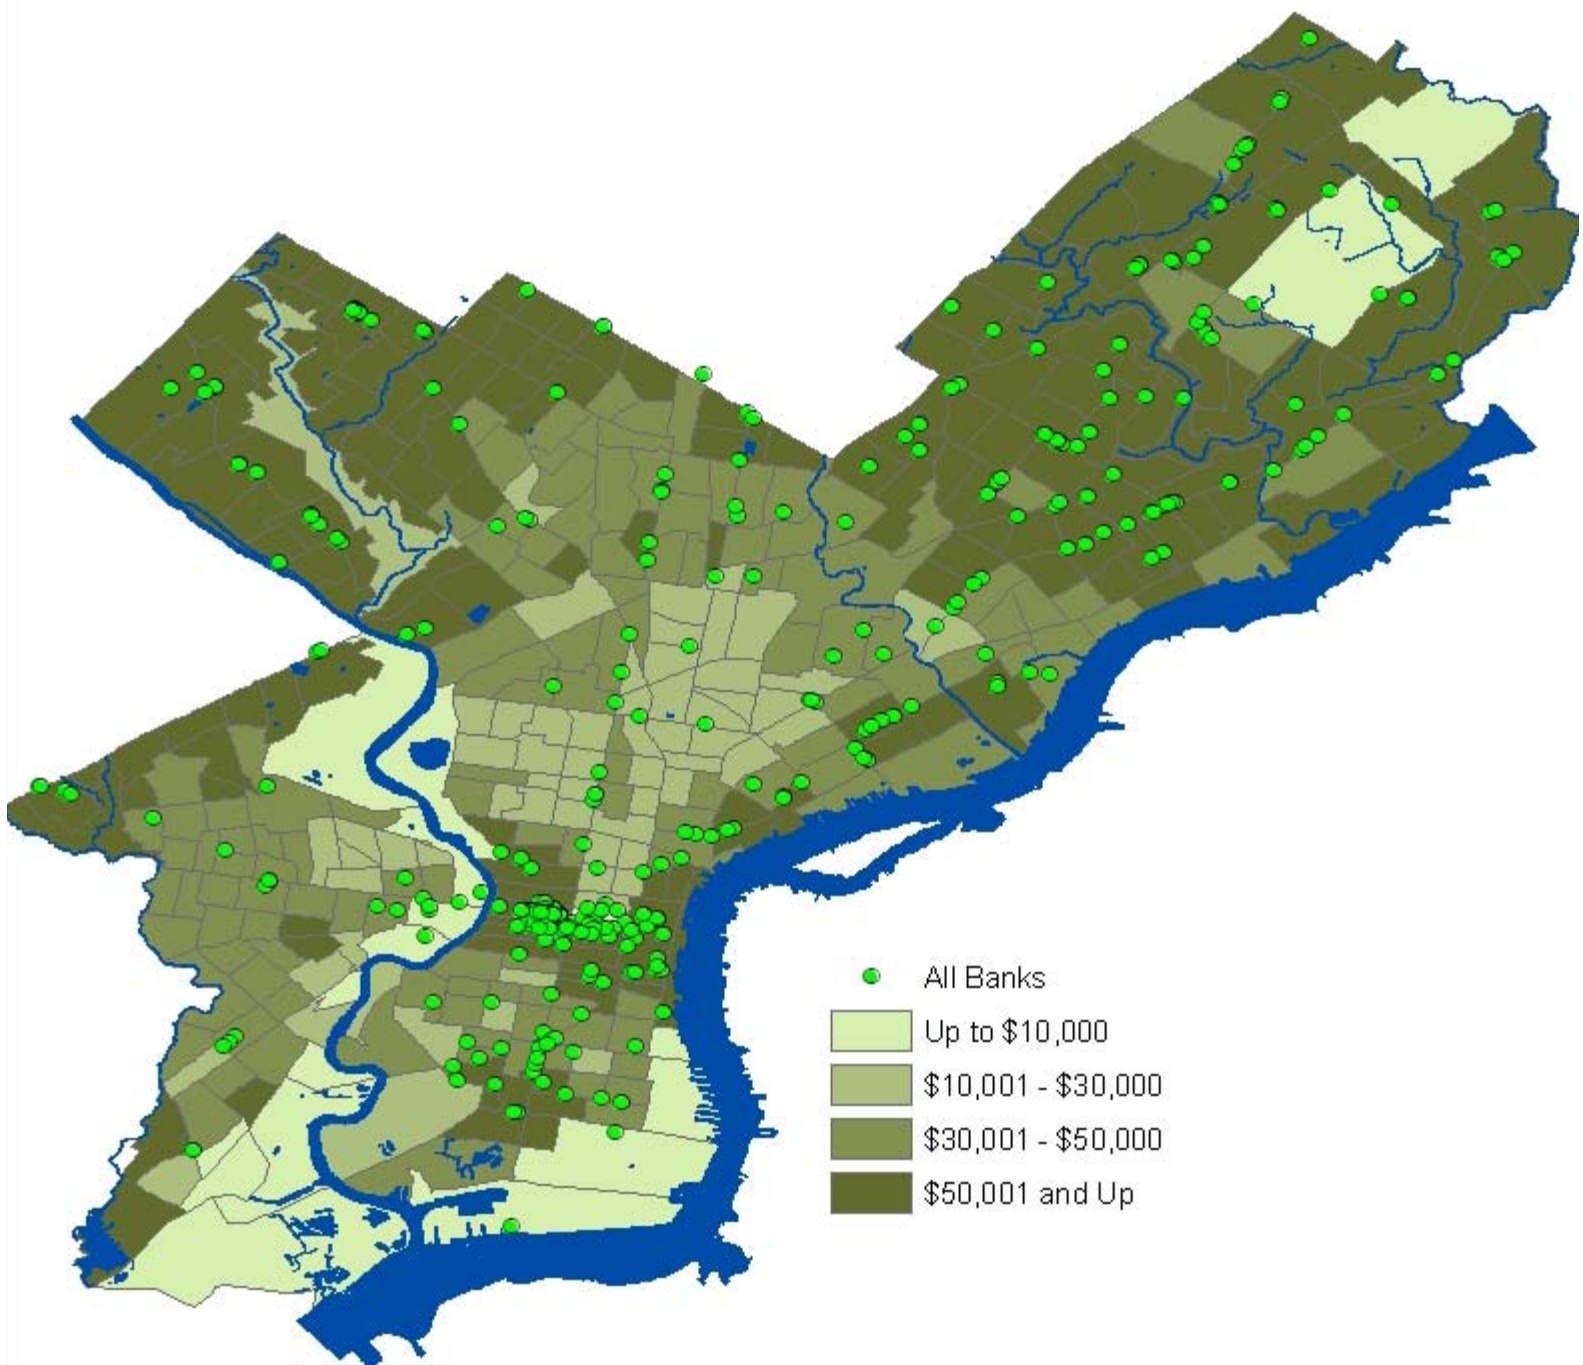 All Banks
Up to $10,000
$10,001 - $30,000
$30,001 - $50,000
$50,001 and Up